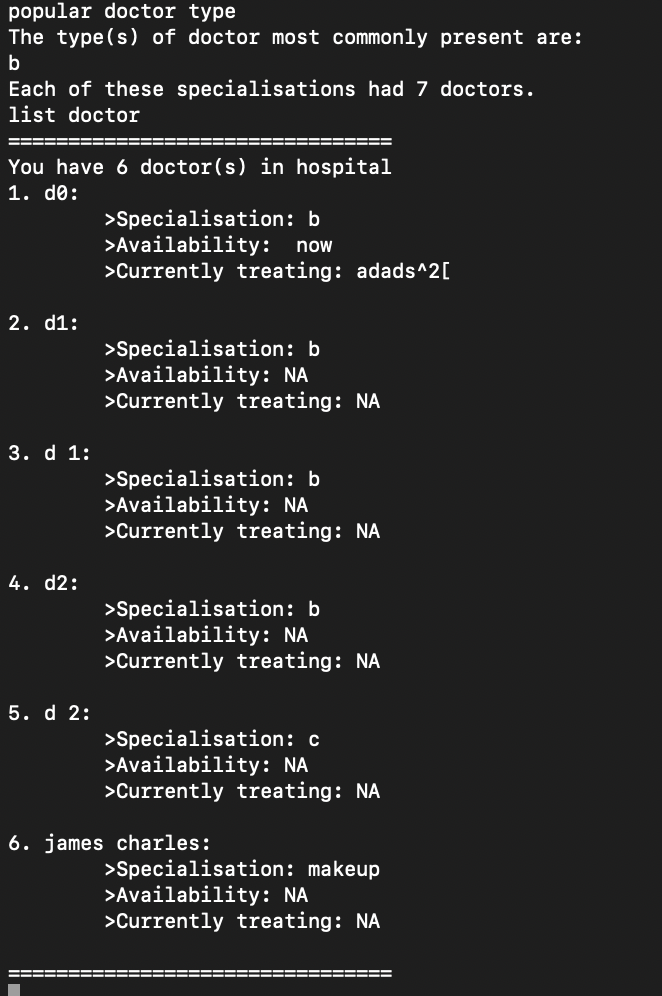 popular doctor type
The type(s) of doctor most commonly present are:
b
Each of these specialisations had 7 doctors.
list doctor
================================
You have 6 doctor(s) in hospital
1. d0:
        >Specialisation: b
        >Availability:  now
        >Currently treating: adads^2[

2. d1:
        >Specialisation: b
        >Availability: NA
        >Currently treating: NA

3. d 1:
        >Specialisation: b
        >Availability: NA
        >Currently treating: NA

4. d2:
        >Specialisation: b
        >Availability: NA
        >Currently treating: NA

5. d 2:
        >Specialisation: c
        >Availability: NA
        >Currently treating: NA

6. james charles:
        >Specialisation: makeup
        >Availability: NA
        >Currently treating: NA

================================